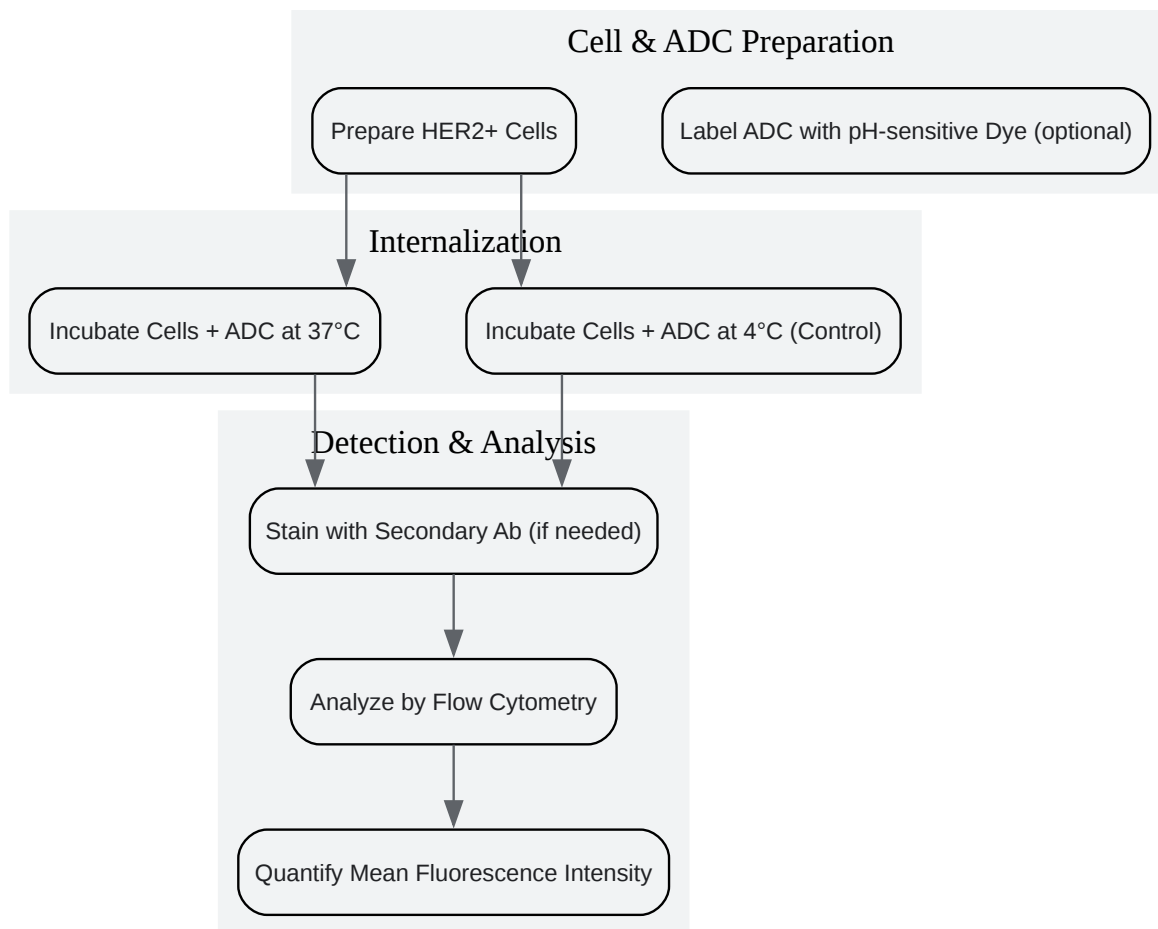 Cell & ADC Preparation
Prepare HER2+ Cells
Label ADC with pH-sensitive Dye (optional)
Internalization
Incubate Cells + ADC at 37°C
Incubate Cells + ADC at 4°C (Control)
Detection & Analysis
Stain with Secondary Ab (if needed)
Analyze by Flow Cytometry
Quantify Mean Fluorescence Intensity